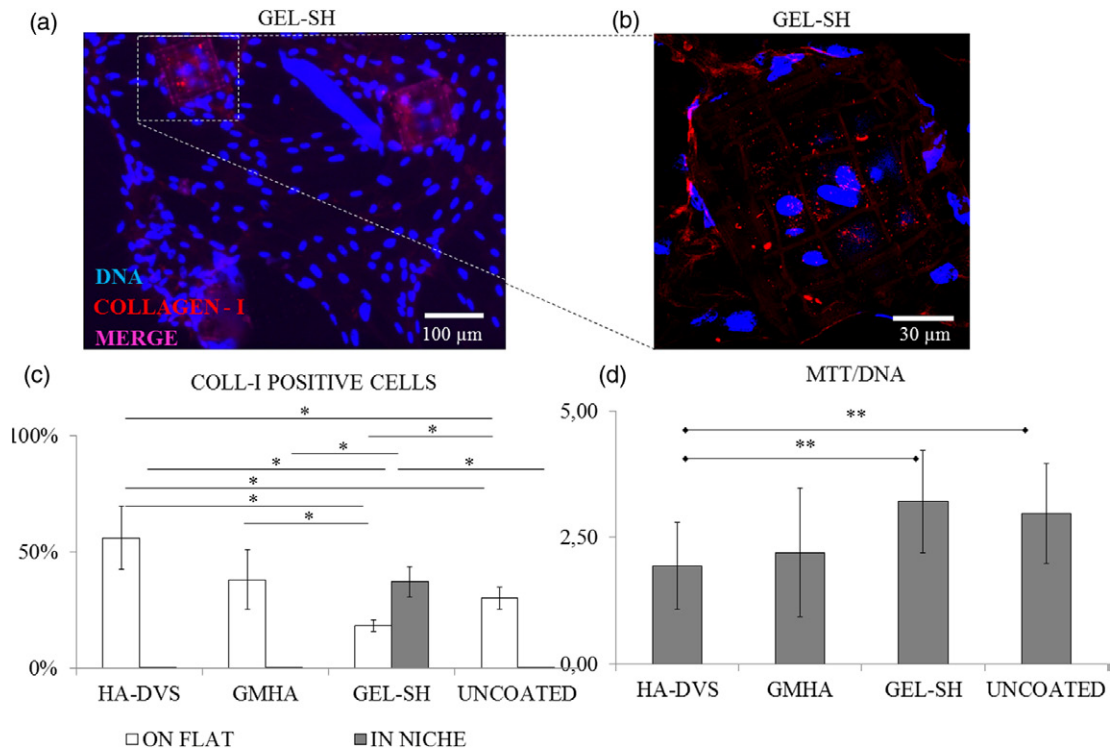 (a)
GEL-SH
(b)
GEL-SH
DNA
COLLAGEN-I
MERGE
100 µm
30 µm
(c)
COLL-I POSITIVE CELLS
100%
50%
0%
*
*
*
*
*
*
*
*
HA-DVS
GMHA
GEL-SH
UNCOATED
ON FLAT
IN NICHE
(d)
MTT/DNA
5,00
2,50
0,00
**
**
HA-DVS
GMHA
GEL-SH
UNCOATED